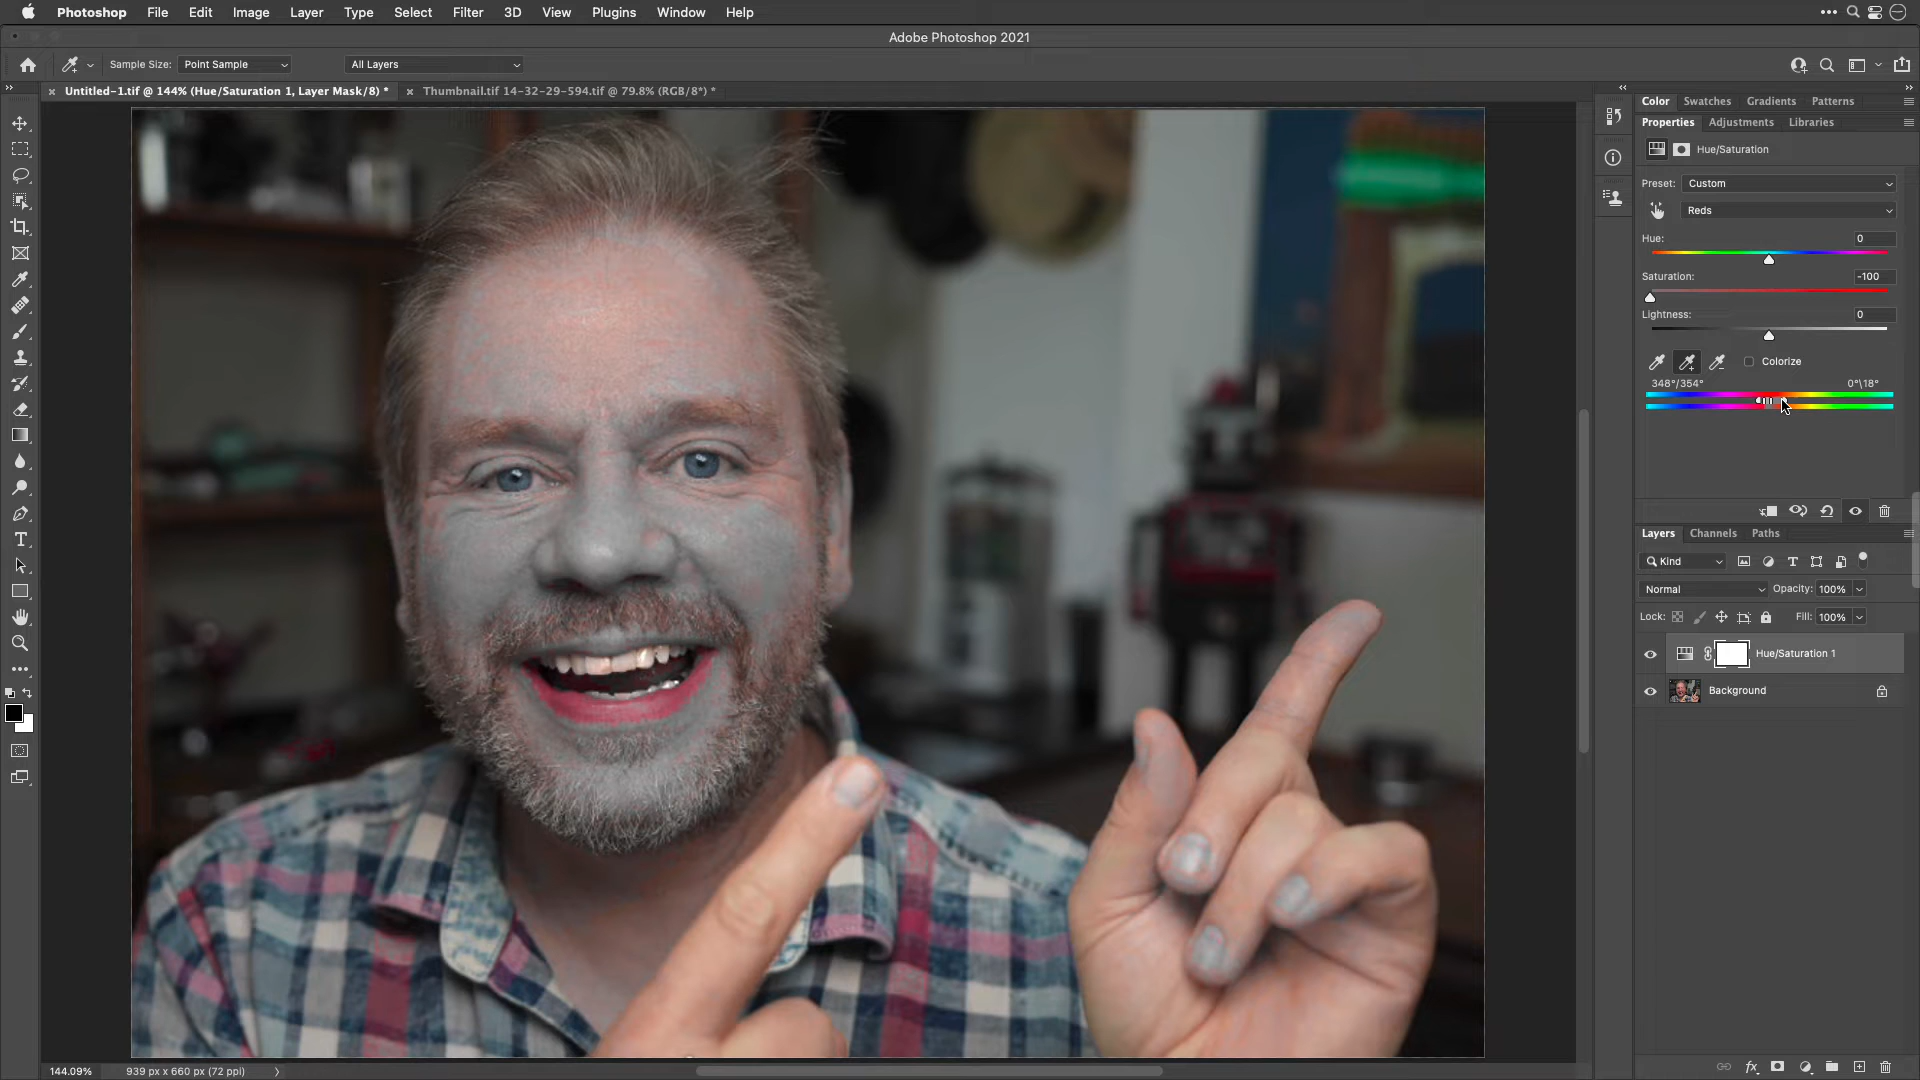 Photoshop File Edit Image Layer Type Select Filter 3D View Plugins Window Help
Adobe Photoshop 2021
Sample Size: Point Sample All Layers
Untitled-1.tif @ 144% (Hue/Saturation 1, Layer Mask/8) * Thumbnail.tif 14-32-29-594.tif @ 79.8% (RGB/8*) *
Color Swatches Gradients Patterns
Properties Adjustments Libraries
Hue/Saturation
Preset: Custom
Reds
Hue: 0
Saturation: -100
Lightness: 0
Colorize
348°/354° 0°\18°
Layers Channels Paths
Kind
Normal Opacity: 100%
Lock: Fill: 100%
Hue/Saturation 1
Background
144.09% 939 px x 660 px (72 ppi)